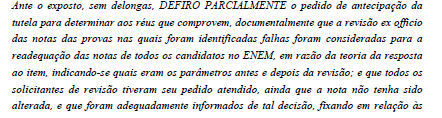 Ante o exposto, sem delongas, DEFIRO PARCIALMENTE o pedido de antecipação da
tutela para determinar aos réus que comprovem, documentalmente que a revisão ex officio
das notas das provas nas quais foram identificadas falhas foram consideradas para a
readequação das notas de todos os candidatos no ENEM, em razão da teoria da resposta
ao item, indicando-se quais eram os parâmetros antes e depois da revisão; e que todos os
solicitantes de revisão tiveram seu pedido atendido, ainda que a nota não tenha sido
alterada, e que foram adequadamente informados de tal decisão, fixando em relação às